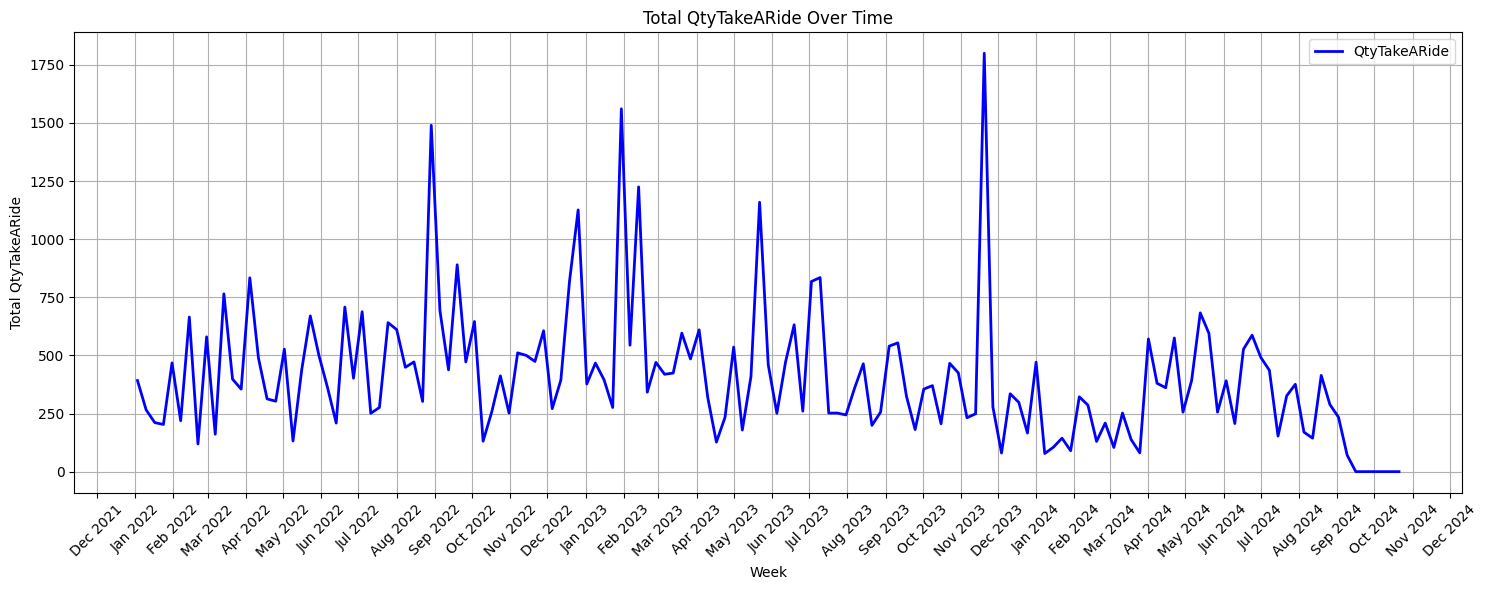 Total QtyTakeARide Over Time
QtyTakeARide
Total QtyTakeARide
1750
1500
1250
1000
750
500
250
0
Dec 2021
Jan 2022
Feb 2022
Mar 2022
Apr 2022
May 2022
Jun 2022
Jul 2022
Aug 2022
Sep 2022
Oct 2022
Nov 2022
Dec 2022
Jan 2023
Feb 2023
Mar 2023
Apr 2023
May 2023
Jun 2023
Jul 2023
Aug 2023
Sep 2023
Oct 2023
Nov 2023
Dec 2024
Jan 2024
Feb 2024
Mar 2024
Apr 2024
May 2024
Jun 2024
Jul 2024
Aug 2024
Sep 2024
Oct 2024
Nov 2024
Dec 2024
Week